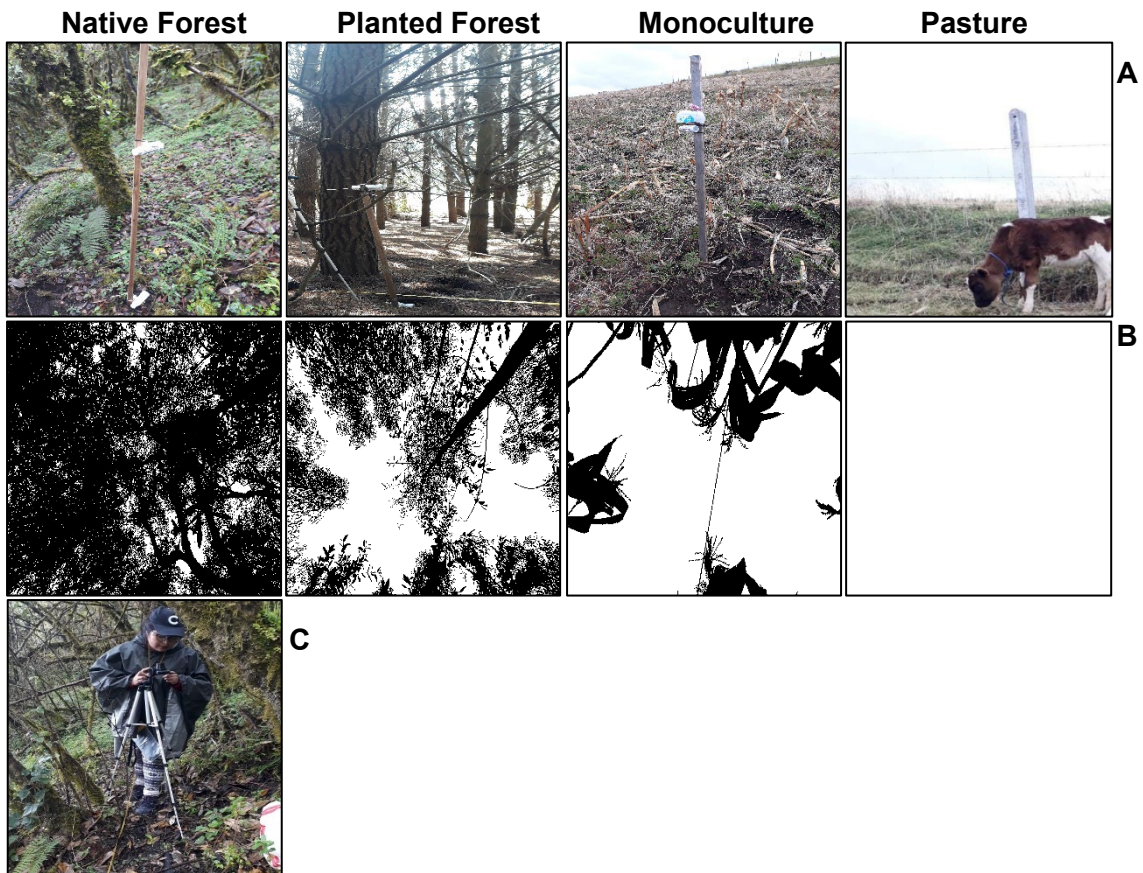 Native Forest
Planted Forest
Monoculture
Pasture
A
B
C
C